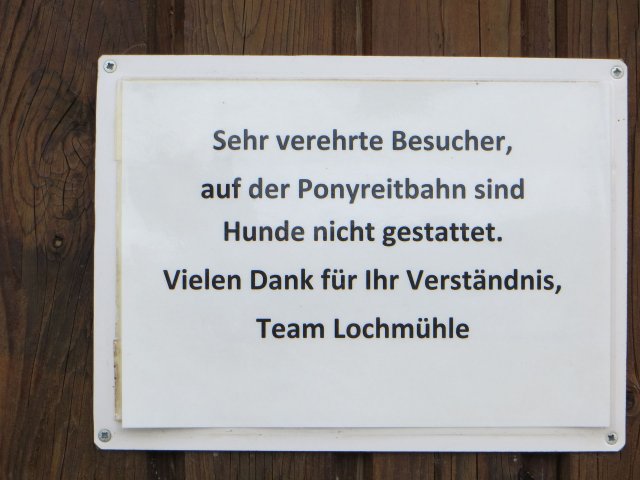 Sehr verehrte Besucher,
auf der Ponyreitbahn sind
Hunde nicht gestattet.
Vielen Dank für Ihr Verständnis,
Team Lochmühle